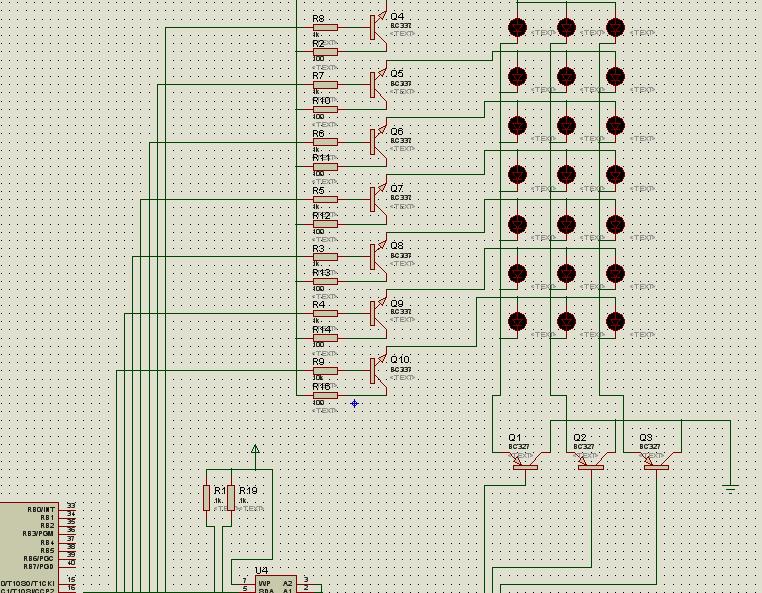 R8
1k
<TEXT>
R2
100
<TEXT>
Q4
BC337
<TEXT>
R7
1k
<TEXT>
R10
100
<TEXT>
Q5
BC337
<TEXT>
R6
1k
<TEXT>
R11
100
<TEXT>
Q6
BC337
<TEXT>
R5
1k
<TEXT>
R12
100
<TEXT>
Q7
BC337
<TEXT>
R3
1k
<TEXT>
R13
100
<TEXT>
Q8
BC337
<TEXT>
R4
1k
<TEXT>
R14
100
<TEXT>
Q9
BC337
<TEXT>
R9
10k
<TEXT>
R16
100
<TEXT>
Q10
BC337
<TEXT>
<TEXT> <TEXT> <TEXT>
<TEXT> <TEXT> <TEXT>
<TEXT> <TEXT> <TEXT>
<TEXT> <TEXT> <TEXT>
<TEXT> <TEXT> <TEXT>
<TEXT> <TEXT> <TEXT>
<TEXT> <TEXT> <TEXT>
Q1
BC327
<TEXT>
Q2
BC327
<TEXT>
Q3
BC327
<TEXT>
R1
1k
R19
1k
<TEXT>
RB0/INT 33
RB1 34
RB2 35
RB3/PGM 36
RB4 37
RB5 38
RB6/PGC 39
RB7/PGD 40
0/T1OSO/T1CKI 15
C1/T1OSI/CCP2 16
U4
7 WP A2 3
5 SDA A1 2